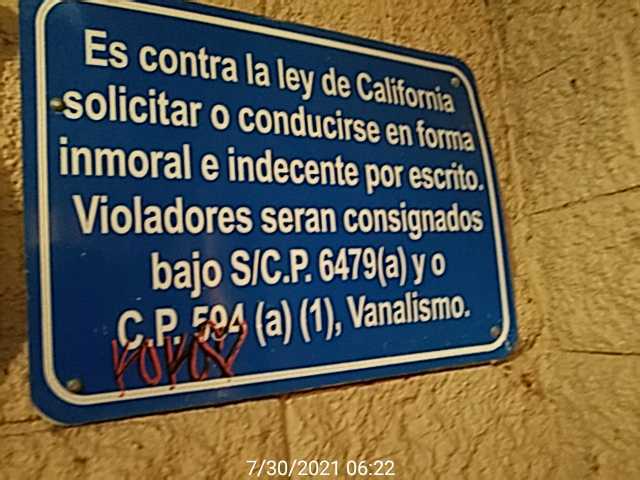 Es contra la ley de California
solicitar o conducirse en forma
inmoral e indecente por escrito.
Violadores seran consignados
bajo S/C.P. 6479(a) y o
C.P. 594 (a) (1), Vanalismo.
7/30/2021 06:22